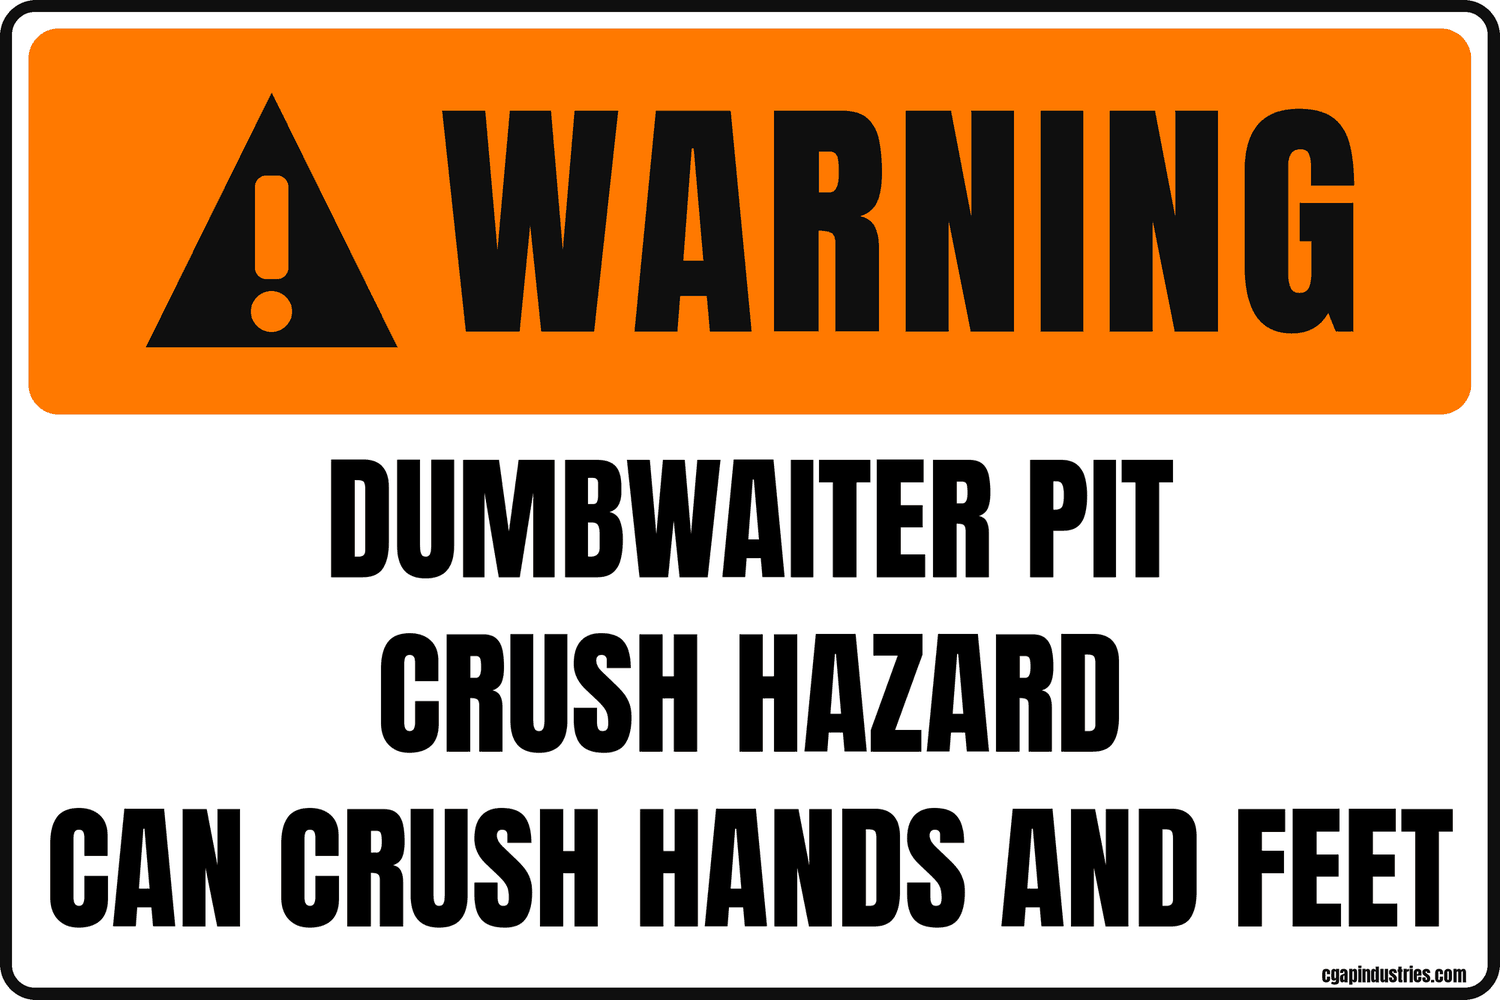 WARNING
DUMBWAITER PIT
CRUSH HAZARD
CAN CRUSH HANDS AND FEET
cgapindustries.com